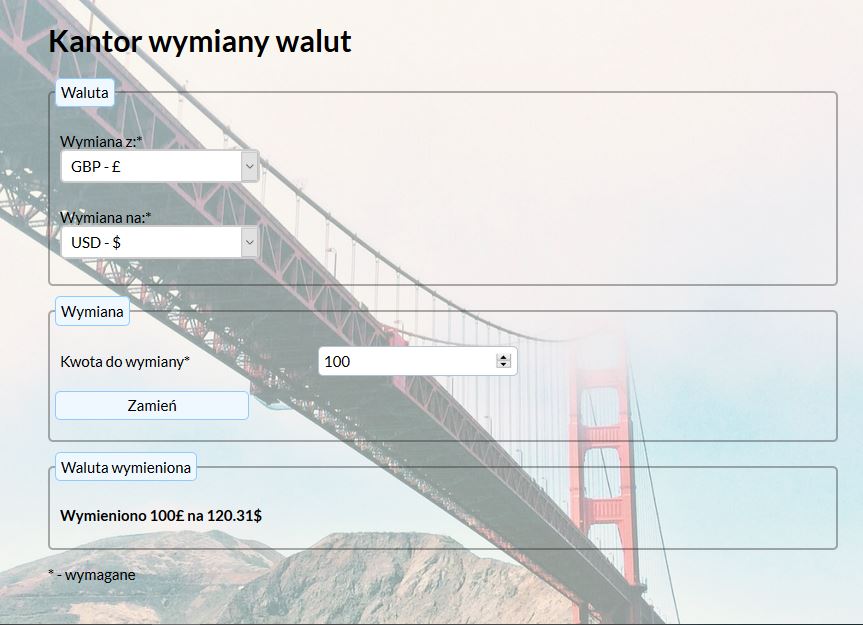 Kantor wymiany walut
Waluta
Wymiana z:*
GBP - £
Wymiana na:*
USD - $
Wymiana
Kwota do wymiany*
100
Zamień
Waluta wymieniona
Wymieniono 100£ na 120.31$
* - wymagane